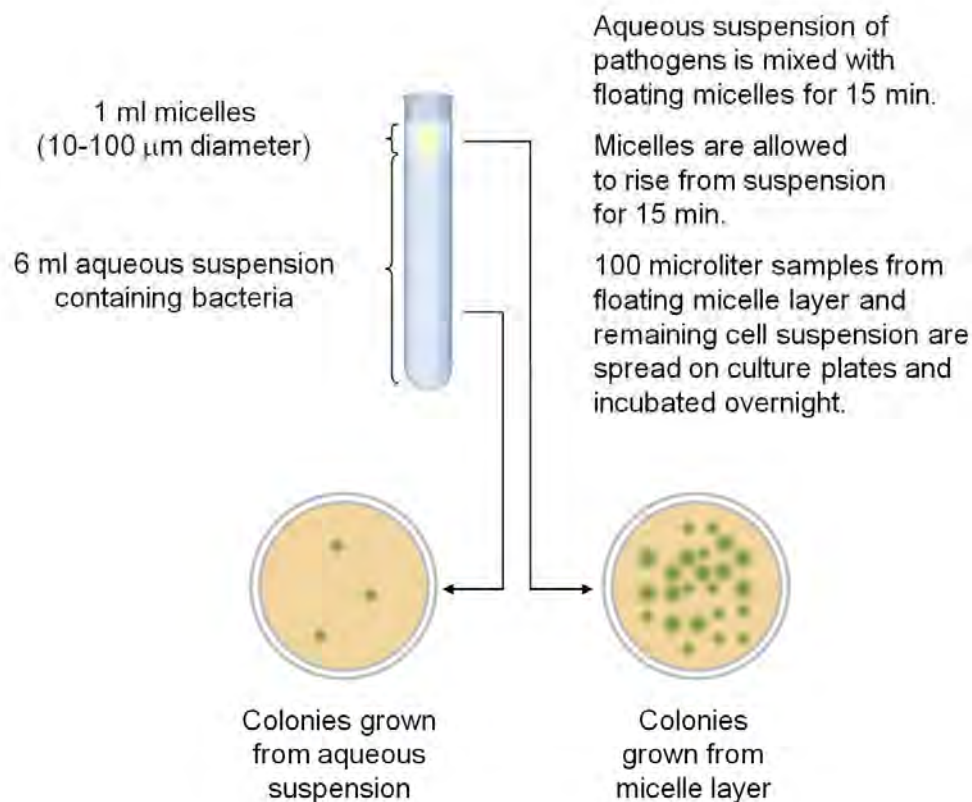 1 ml micelles
(10-100 μm diameter)
6 ml aqueous suspension
containing bacteria
Aqueous suspension of
pathogens is mixed with
floating micelles for 15 min.
Micelles are allowed
to rise from suspension
for 15 min.
100 microliter samples from
floating micelle layer and
remaining cell suspension are
spread on culture plates and
incubated overnight.
Colonies grown
from aqueous
suspension
Colonies
grown from
micelle layer